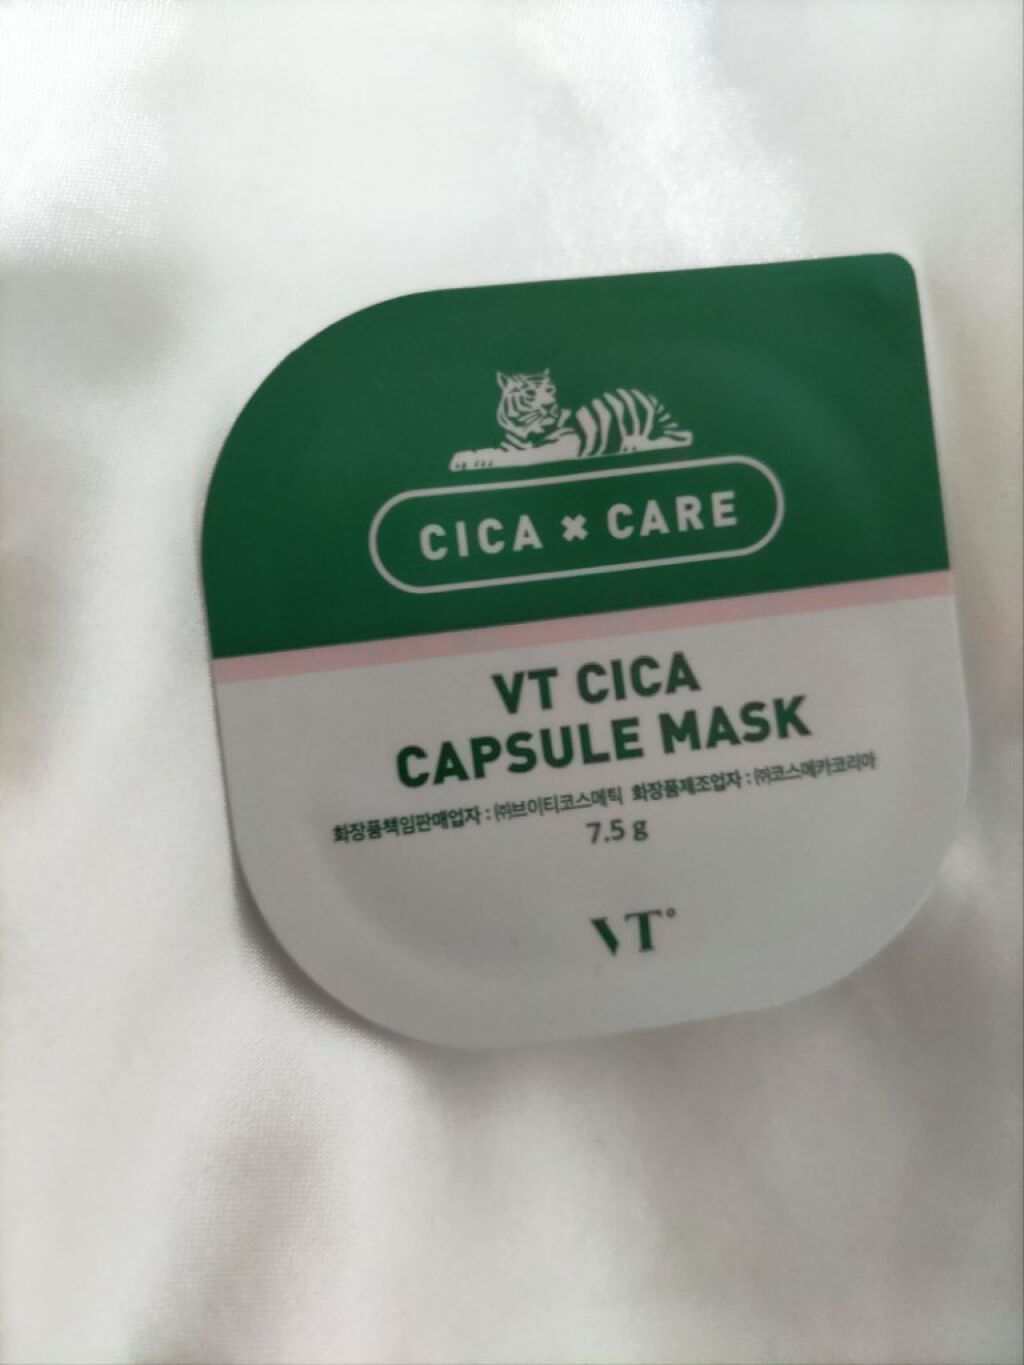 CICA × CARE
VT CICA
CAPSULE MASK
화장품책임판매업자 : ㈜브이티코스메틱 화장품제조업자 : ㈜코스메카코리아
7.5 g
VT°